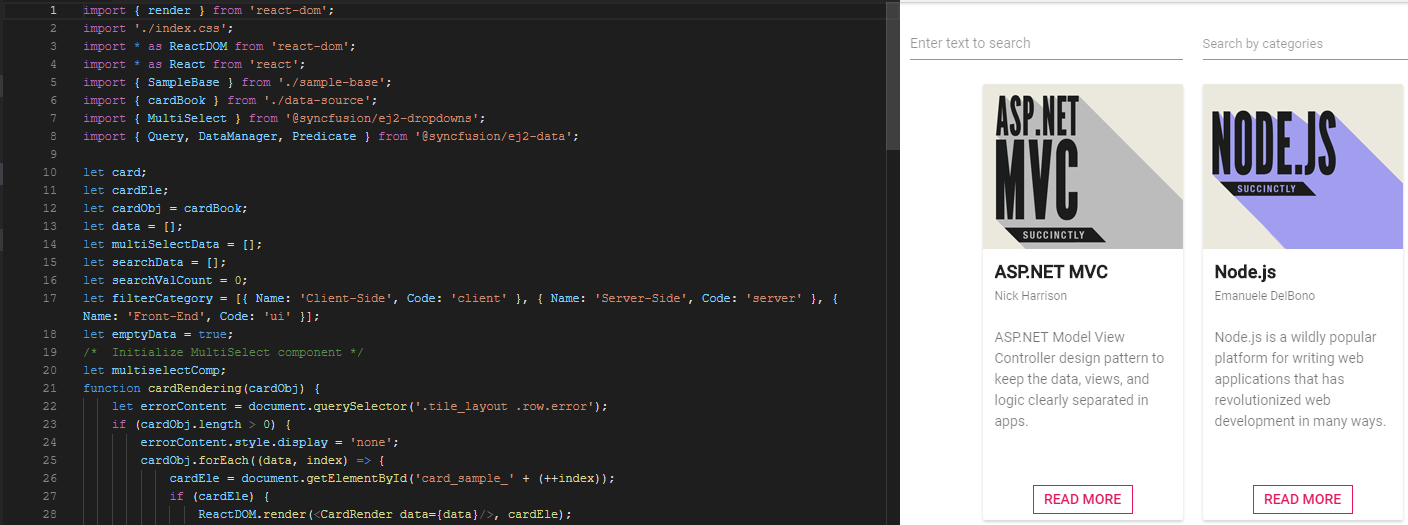 1 import { render } from 'react-dom';
2 import './index.css';
3 import * as ReactDOM from 'react-dom';
4 import * as React from 'react';
5 import { SampleBase } from './sample-base';
6 import { cardBook } from './data-source';
7 import { MultiSelect } from '@syncfusion/ej2-dropdowns';
8 import { Query, DataManager, Predicate } from '@syncfusion/ej2-data';
9
10 let card;
11 let cardEle;
12 let cardObj = cardBook;
13 let data = [];
14 let multiSelectData = [];
15 let searchData = [];
16 let searchValCount = 0;
17 let filterCategory = [{ Name: 'Client-Side', Code: 'client' }, { Name: 'Server-Side', Code: 'server' }, {
Name: 'Front-End', Code: 'ui' }];
18 let emptyData = true;
19 /*  Initialize MultiSelect component */
20 let multiselectComp;
21 function cardRendering(cardObj) {
22 let errorContent = document.querySelector('.tile_layout .row.error');
23 if (cardObj.length > 0) {
24 errorContent.style.display = 'none';
25 cardObj.forEach((data, index) => {
26 cardEle = document.getElementById('card_sample_' + (++index));
27 if (cardEle) {
28 ReactDOM.render(<CardRender data={data}/>, cardEle);
Enter text to search
Search by categories
ASP.NET
MVC
SUCCINCTLY
ASP.NET MVC
Nick Harrison
ASP.NET Model View
Controller design pattern to
keep the data, views, and
logic clearly separated in
apps.
READ MORE
NODE.JS
SUCCINCTLY
Node.js
Emanuele DelBono
Node.js is a wildly popular
platform for writing web
applications that has
revolutionized web
development in many ways.
READ MORE